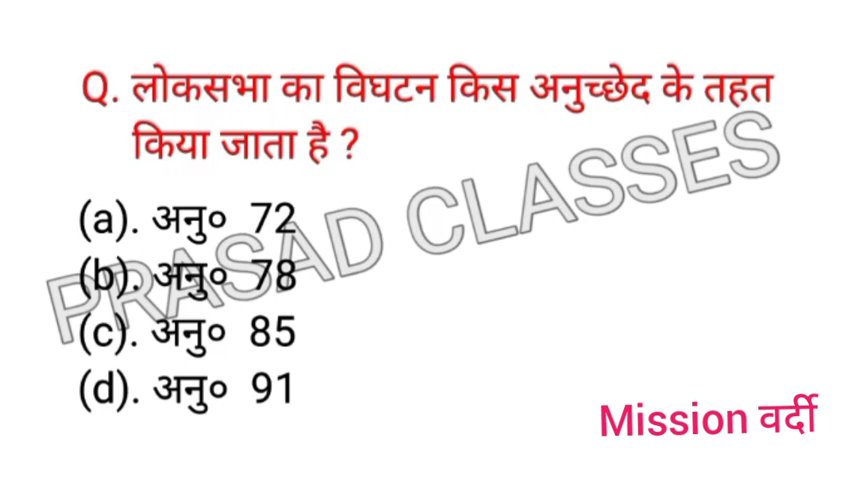 Q. लोकसभा का विघटन किस अनुच्छेद के तहत
किया जाता है ?
PRASAD CLASSES
(a). अनु० 72
(b). अनु० 78
(c). अनु० 85
(d). अनु० 91
Mission वर्दी